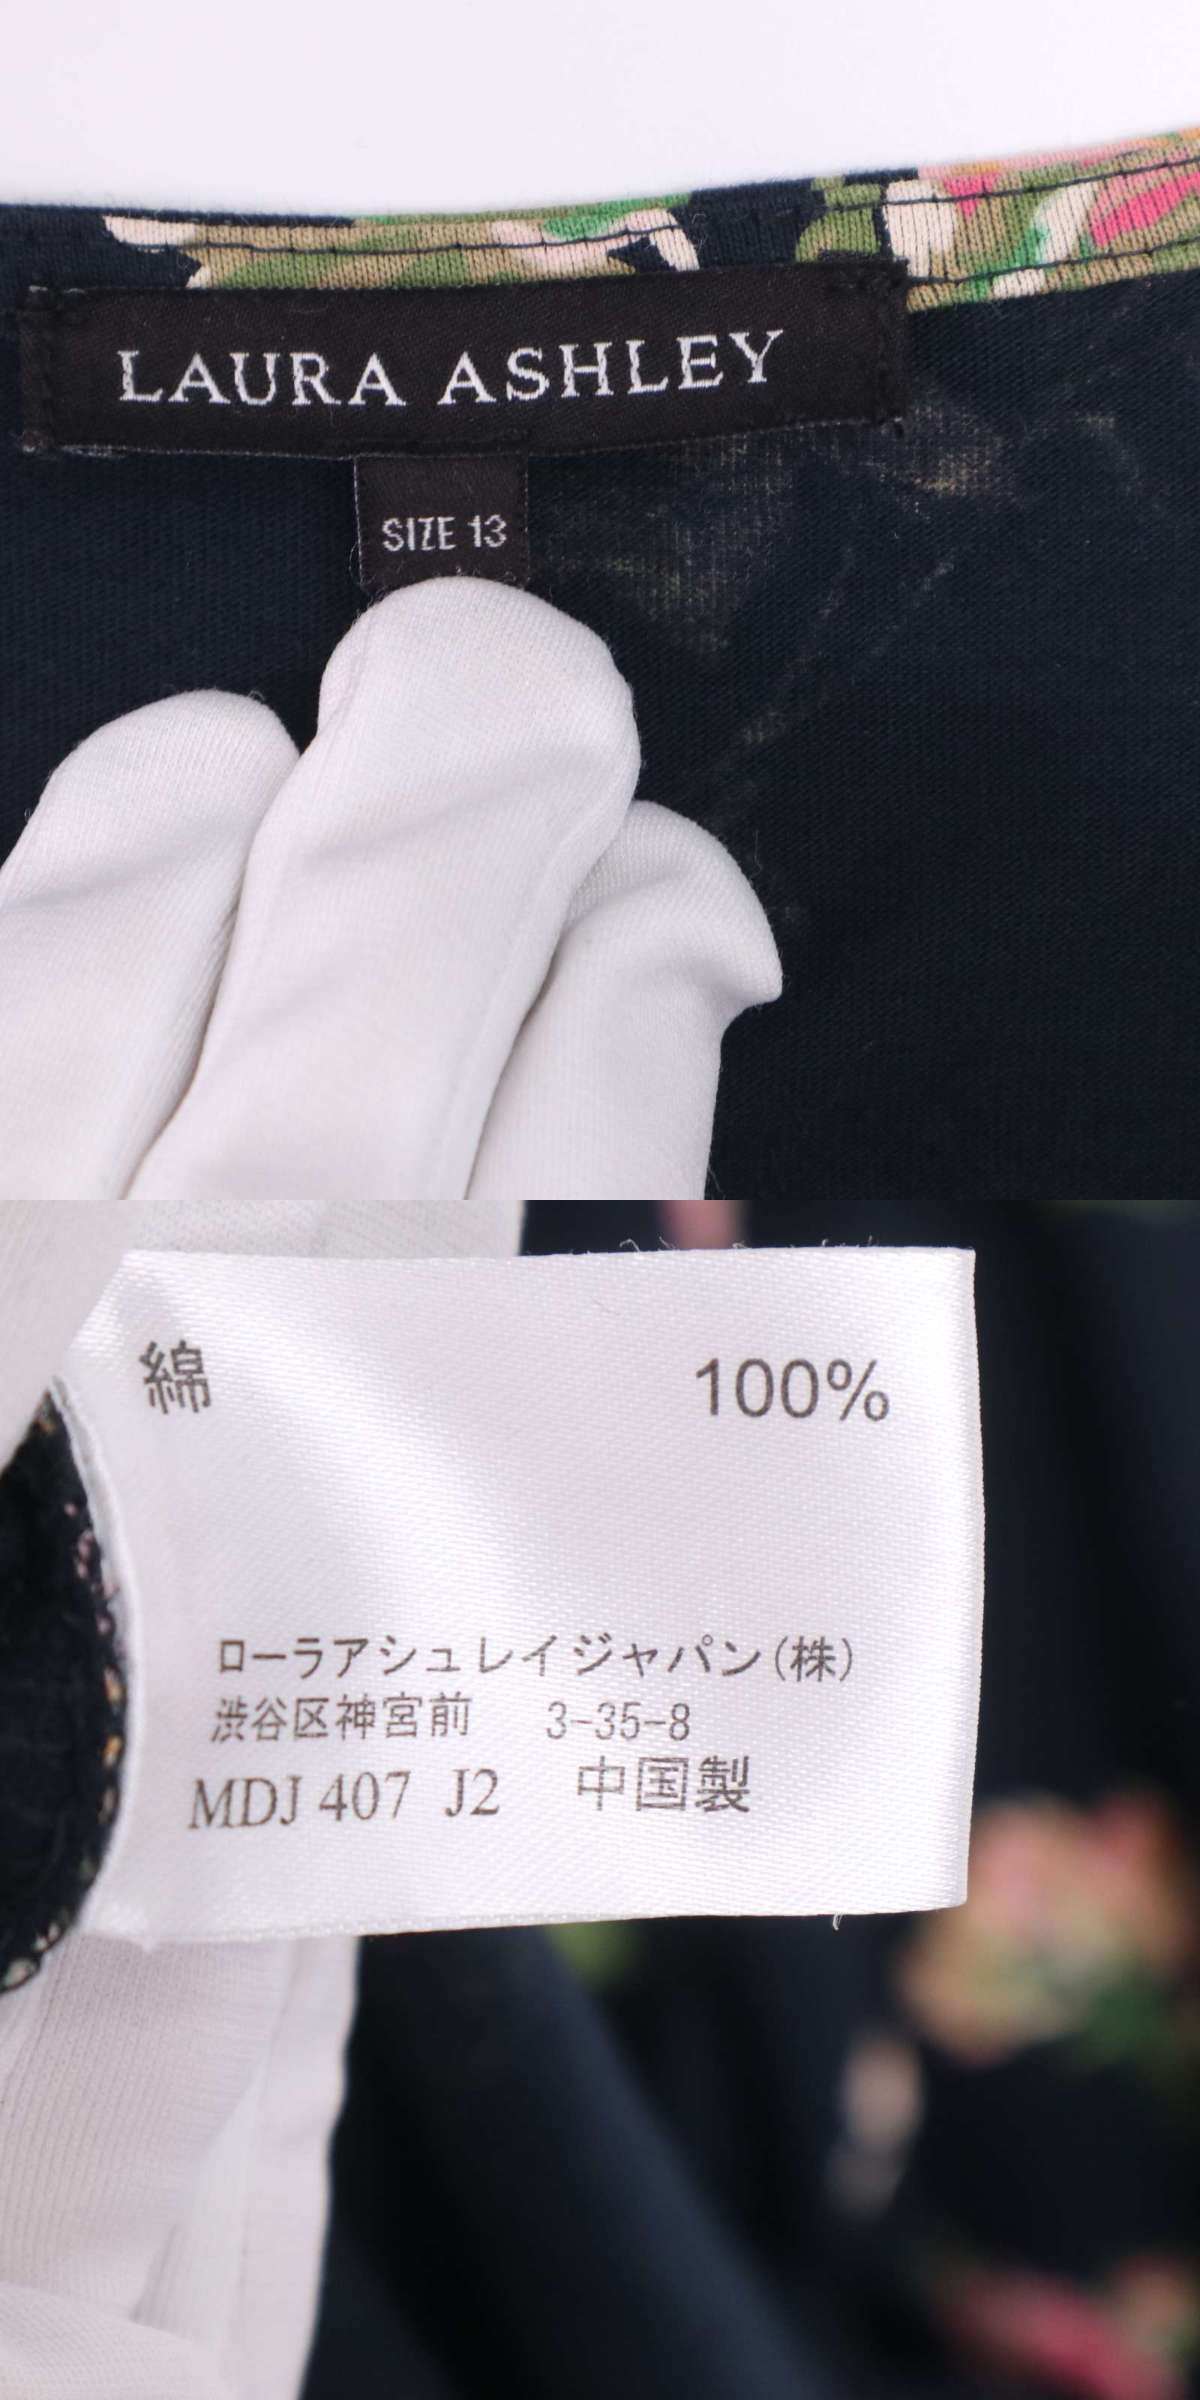 LAURA ASHLEY
SIZE 13
綿 100%
ローラアシュレイジャパン(株)
渋谷区神宮前 3-35-8
MDJ 407 J2 中国製